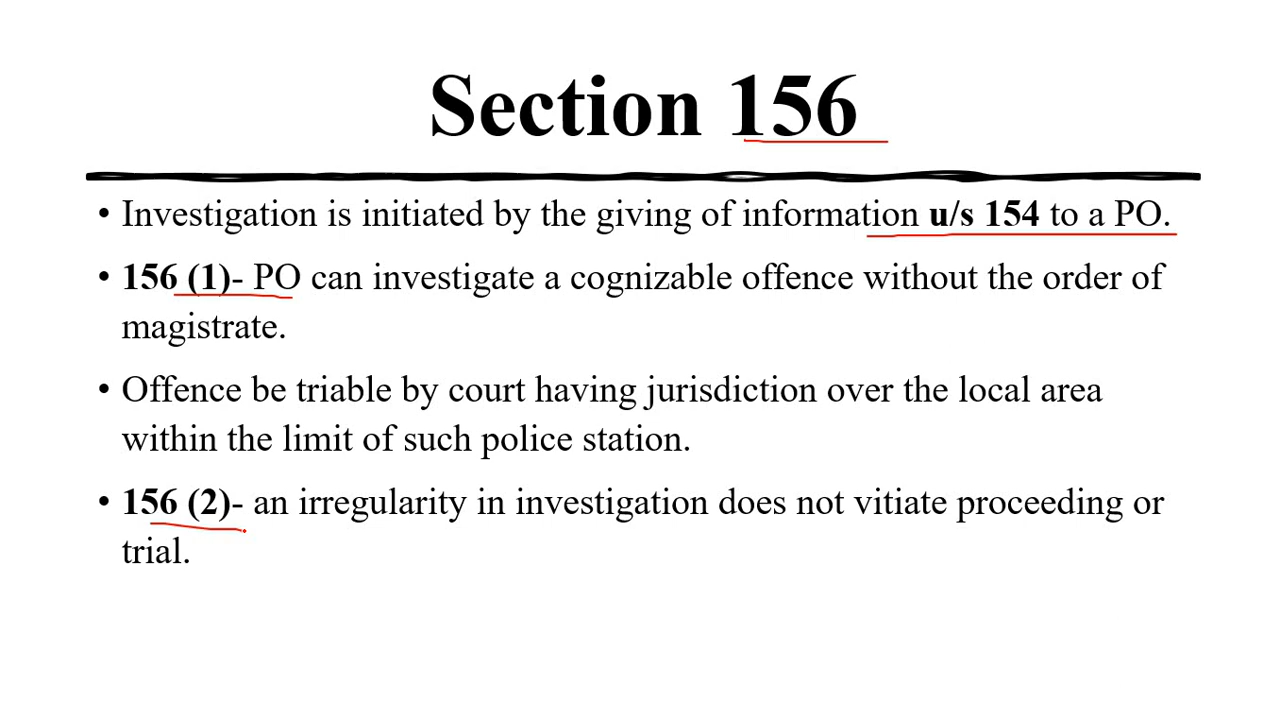 Section 156
• Investigation is initiated by the giving of information u/s 154 to a PO.
• 156 (1)- PO can investigate a cognizable offence without the order of
magistrate.
• Offence be triable by court having jurisdiction over the local area
within the limit of such police station.
• 156 (2)- an irregularity in investigation does not vitiate proceeding or
trial.